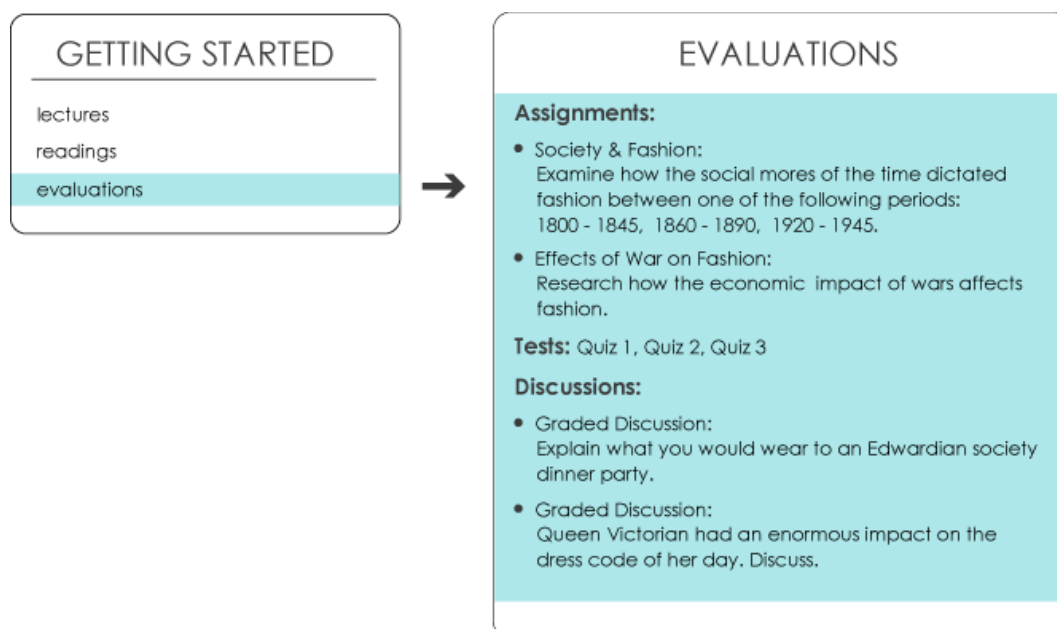 GETTING STARTED
lectures
readings
evaluations
EVALUATIONS
Assignments:
• Society & Fashion:
Examine how the social mores of the time dictated
fashion between one of the following periods:
1800 - 1845, 1860 - 1890, 1920 - 1945.
• Effects of War on Fashion:
Research how the economic impact of wars affects
fashion.
Tests: Quiz 1, Quiz 2, Quiz 3
Discussions:
• Graded Discussion:
Explain what you would wear to an Edwardian society
dinner party.
• Graded Discussion:
Queen Victorian had an enormous impact on the
dress code of her day. Discuss.